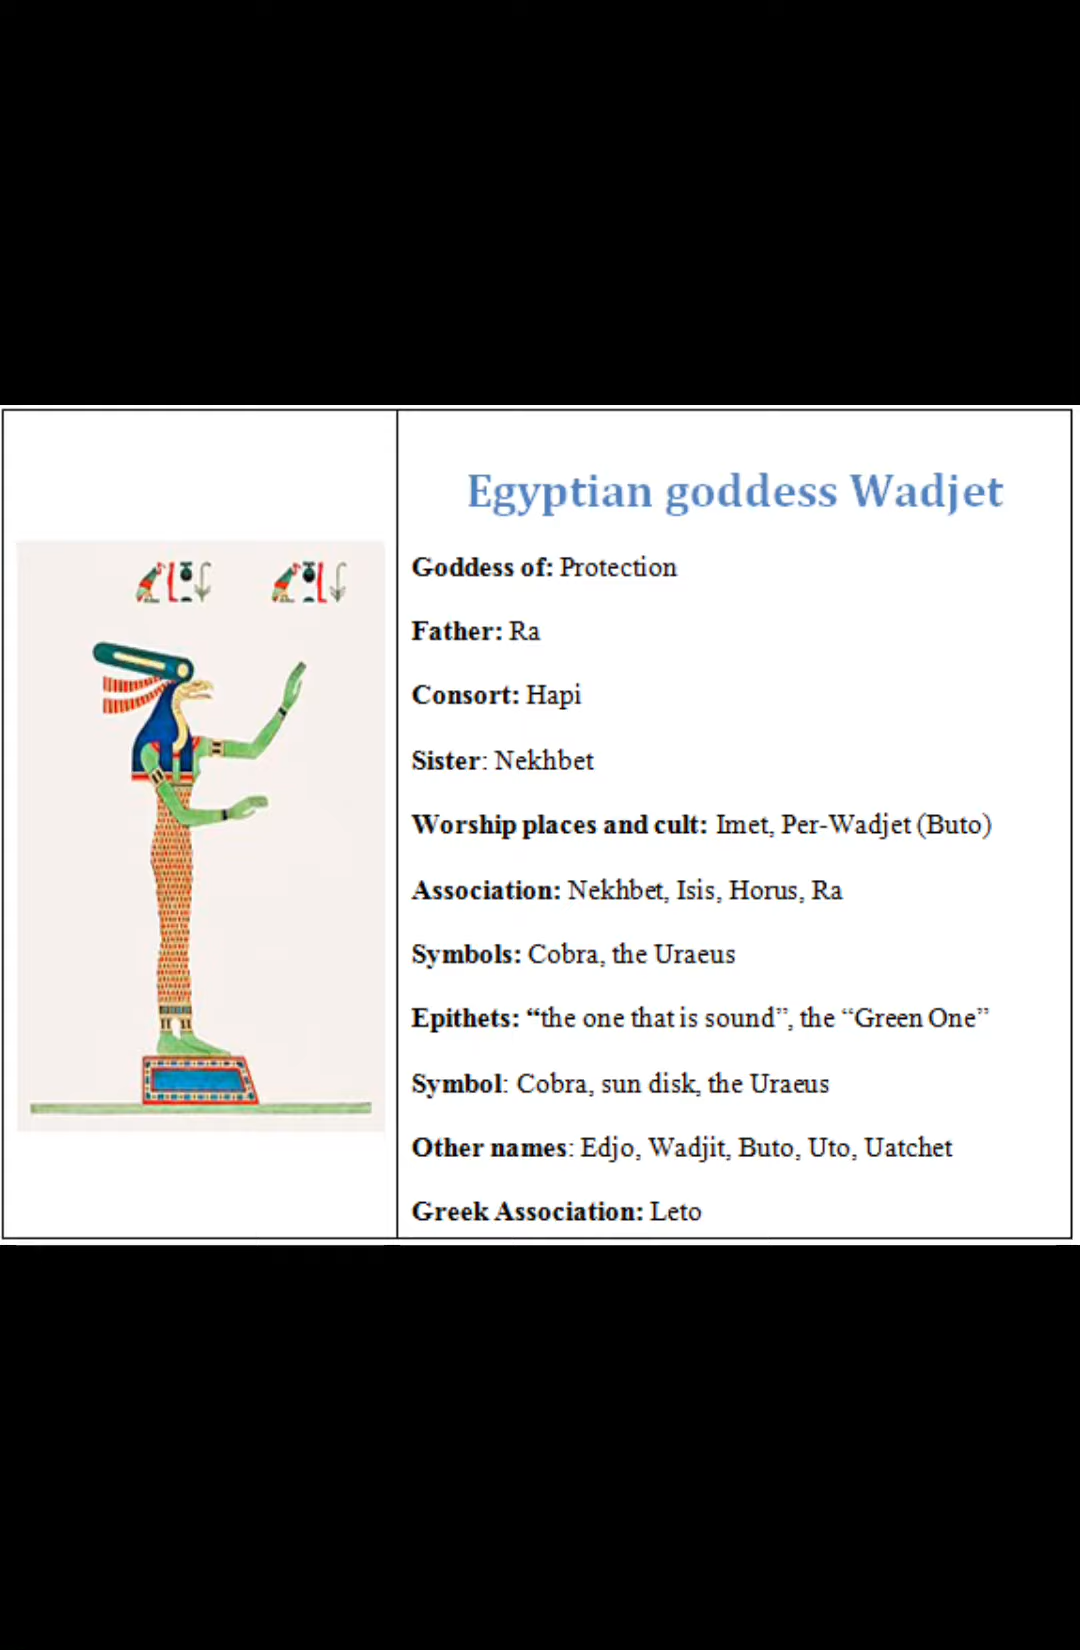 Egyptian goddess Wadjet
Goddess of: Protection
Father: Ra
Consort: Hapi
Sister: Nekhbet
Worship places and cult: Imet, Per-Wadjet (Buto)
Association: Nekhbet, Isis, Horus, Ra
Symbols: Cobra, the Uraeus
Epithets: “the one that is sound”, the “Green One”
Symbol: Cobra, sun disk, the Uraeus
Other names: Edjo, Wadjit, Buto, Uto, Uatchet
Greek Association: Leto